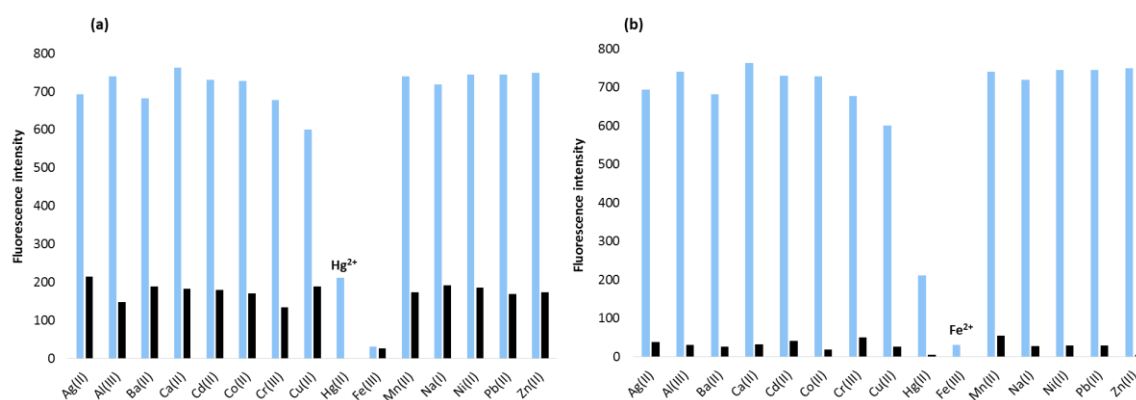 (a)
Fluorescence intensity
800
700
600
500
400
300
200
100
0
Hg²⁺
Ag(II)
Al(III)
Ba(II)
Ca(II)
Cd(I)
Co(II)
Cr(III)
Cu(II)
Hg(II)
Fe(III)
Mn(II)
Na(I)
Ni(II)
Pb(II)
Zn(II)
(b)
Fluorescence intensity
800
700
600
500
400
300
200
100
0
Fe²⁺
Ag(II)
Al(III)
Ba(II)
Ca(II)
Cd(I)
Co(II)
Cr(III)
Cu(II)
Hg(II)
Fe(III)
Mn(II)
Na(I)
Ni(II)
Pb(II)
Zn(II)